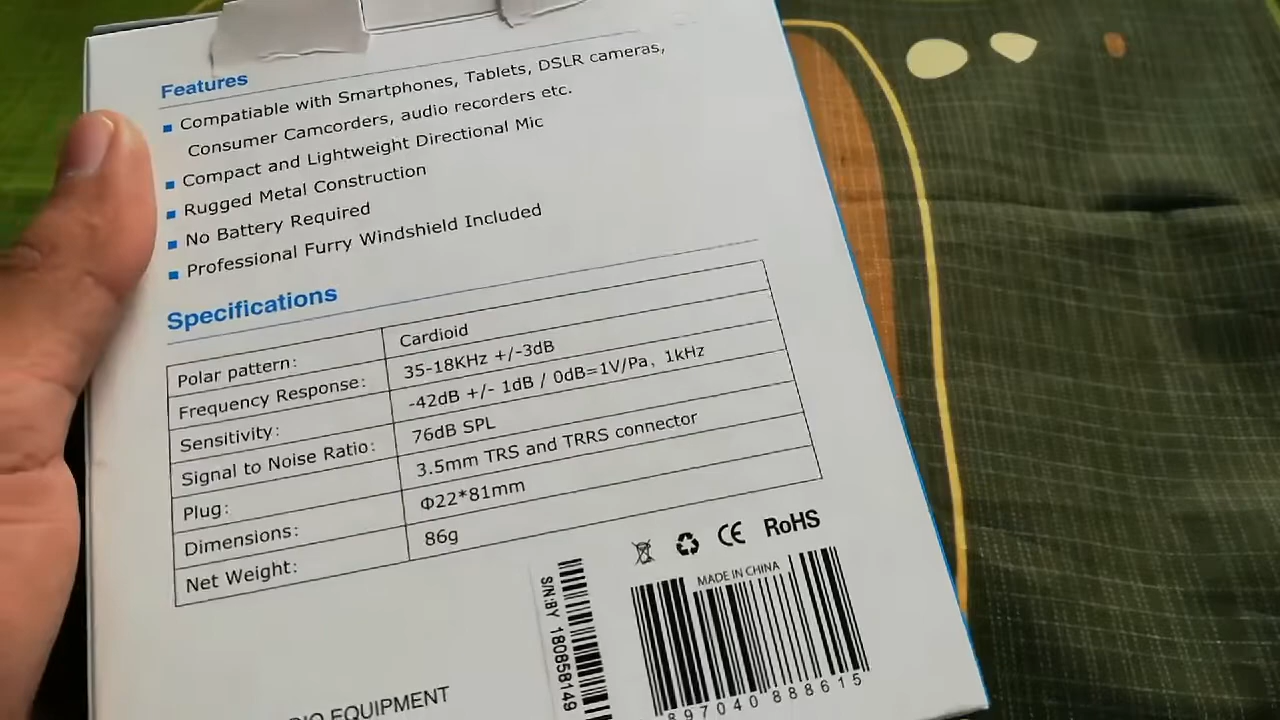 Features
Compatiable with Smartphones, Tablets, DSLR cameras,
Consumer Camcorders, audio recorders etc.
Compact and Lightweight Directional Mic
Rugged Metal Construction
No Battery Required
Professional Furry Windshield Included
Specifications
Polar pattern: Cardioid
Frequency Response: 35-18KHz +/-3dB
Sensitivity: -42dB +/- 1dB / 0dB=1V/Pa, 1kHz
Signal to Noise Ratio: 76dB SPL
Plug: 3.5mm TRS and TRRS connector
Dimensions: Φ22*81mm
Net Weight: 86g
CE RoHS
MADE IN CHINA
S/N:BY 180858149
897040 888615
EQUIPMENT